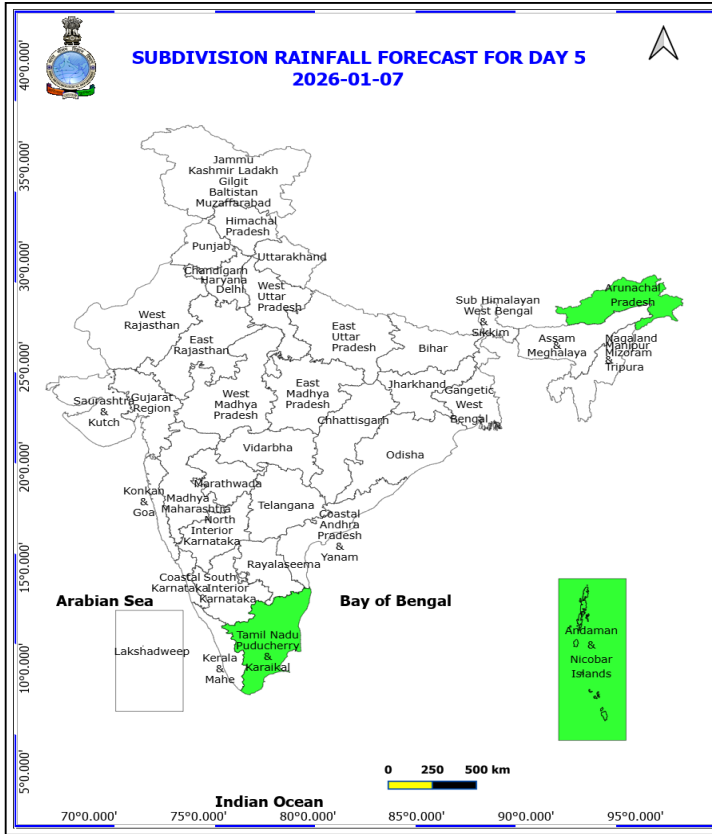 SUBDIVISION RAINFALL FORECAST FOR DAY 5
2026-01-07
40°0.000'
35°0.000'
30°0.000'
25°0.000'
20°0.000'
15°0.000'
10°0.000'
5°0.000'
Jammu
Kashmir Ladakh
Gilgit
Baltistan
Muzaffarabad
Himachal
Pradesh
Punjab
Uttarakhand
Chandigarh
Haryana
Delhi
West
Uttar
Pradesh
West
Rajasthan
East
Rajasthan
East
Uttar
Pradesh
Bihar
Sub Himalayan
West Bengal
&
Sikkim
Arunachal
Pradesh
Assam
&
Meghalaya
Nagaland
Manipur
Mizoram
&
Tripura
Saurashtra
&
Kutch
Gujarat
Region
West
Madhya
Pradesh
East
Madhya
Pradesh
Jharkhand
Gangetic
West
Bengal
Chhattisgarh
Odisha
Vidarbha
Konkan
&
Goa
Madhya
Maharashtra
Marathwada
Telangana
North
Interior
Karnataka
Coastal
Andhra
Pradesh
&
Yanam
Rayalaseema
Coastal
Karnataka
South
Interior
Karnataka
Arabian Sea
Bay of Bengal
Lakshadweep
Kerala
&
Mahe
Tamil Nadu
Puducherry
&
Karaikal
Andaman
&
Nicobar
Islands
0 250 500 km
Indian Ocean
70°0.000' 75°0.000' 80°0.000' 85°0.000' 90°0.000' 95°0.000'